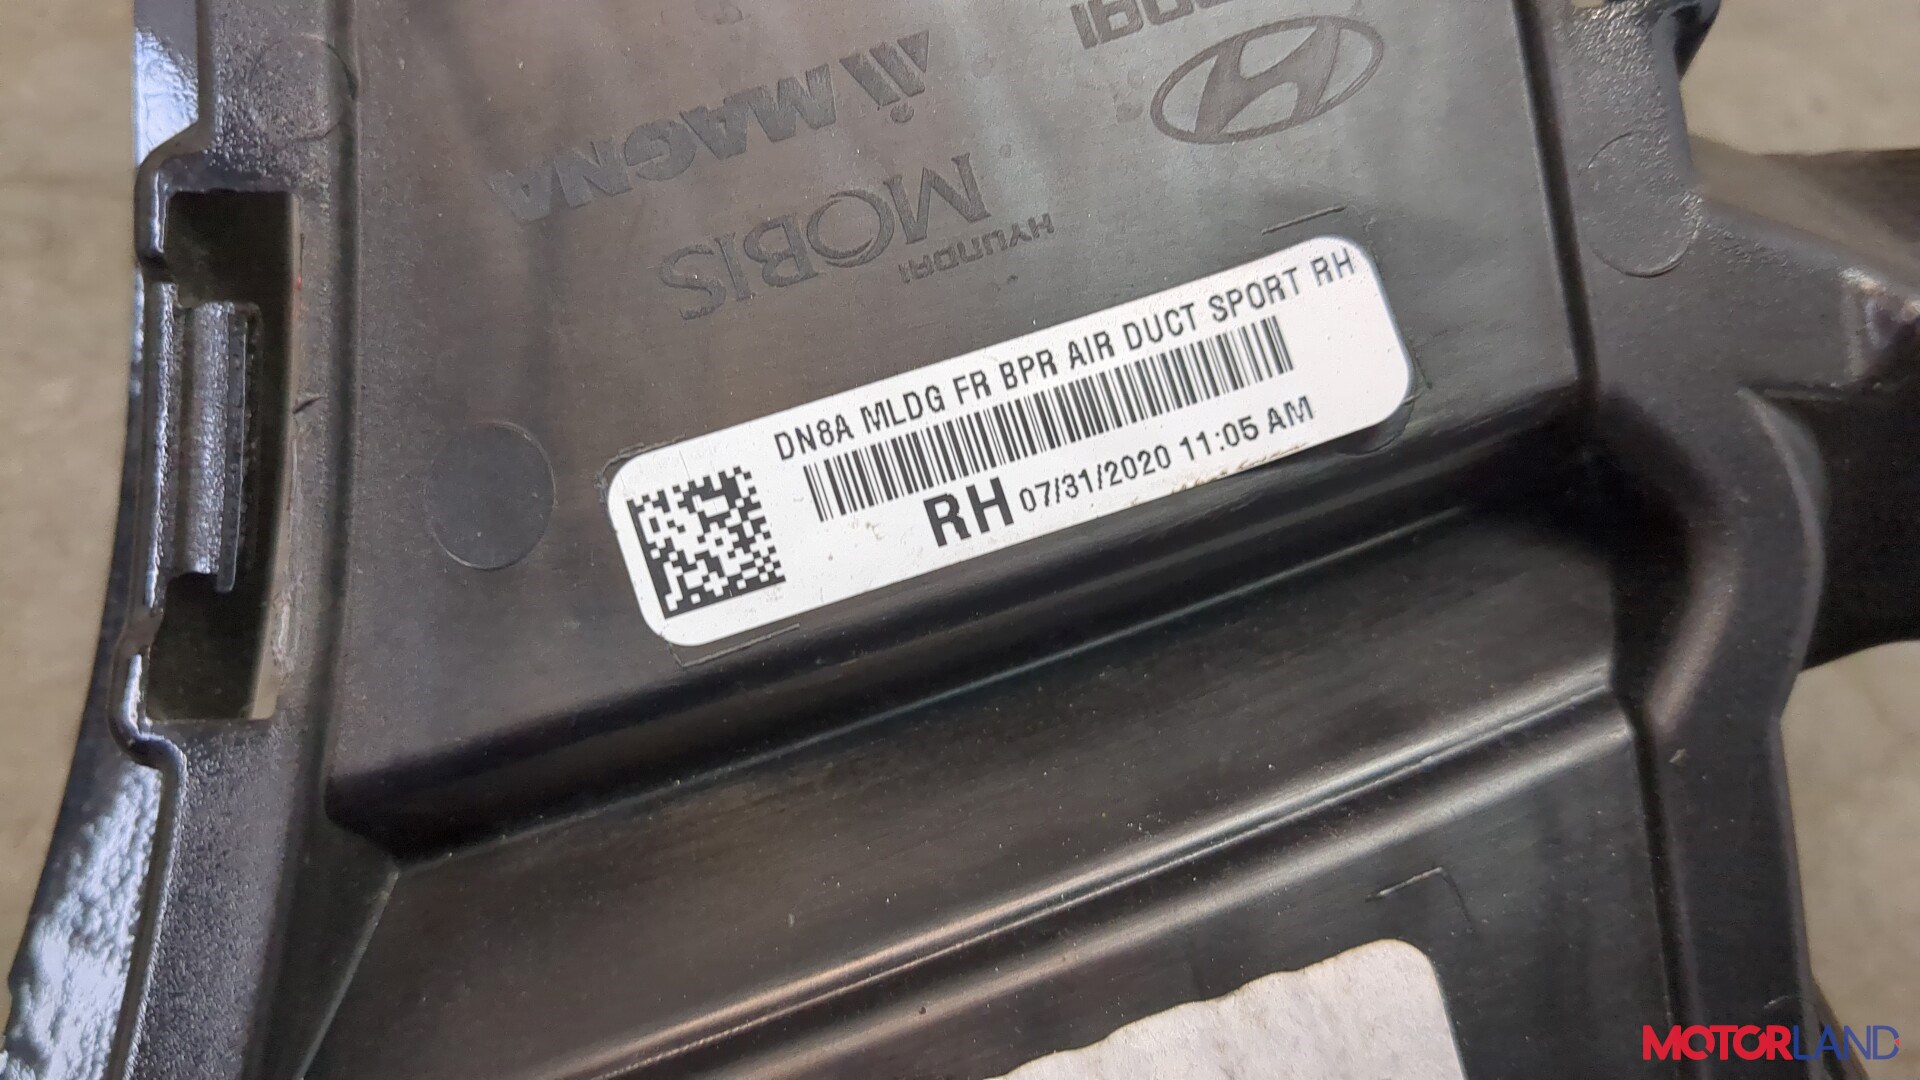 MAGNA
HYUNDAI
MOBIS
DN8A MLDG FR BPR AIR DUCT SPORT RH
RH 07/31/2020 11:05 AM
MOTORLAND